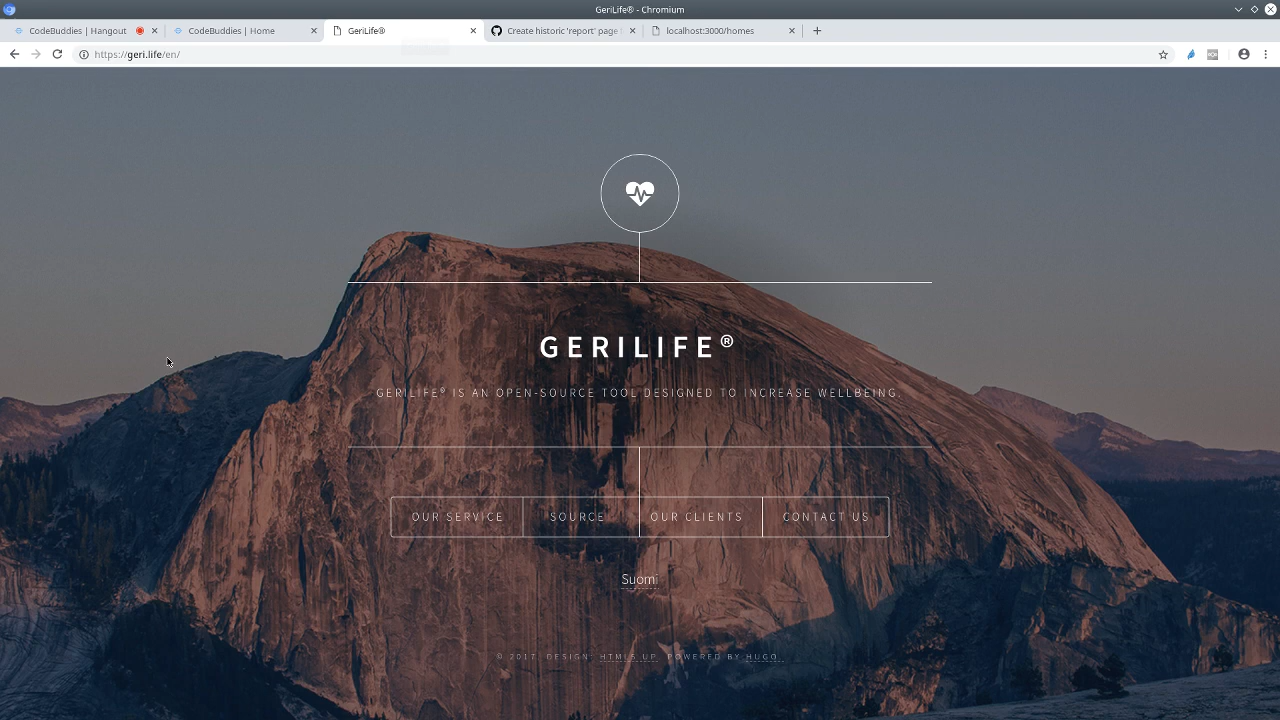 GeriLife® - Chromium
CodeBuddies | Hangout
CodeBuddies | Home
GeriLife®
Create historic 'report' page
localhost:3000/homes
https://geri.life/en/
GERILIFE®
GERILIFE® IS AN OPEN-SOURCE TOOL DESIGNED TO INCREASE WELLBEING.
OUR SERVICE
SOURCE
OUR CLIENTS
CONTACT US
Suomi
© 2017. DESIGN: HTML5 UP. POWERED BY HUGO.